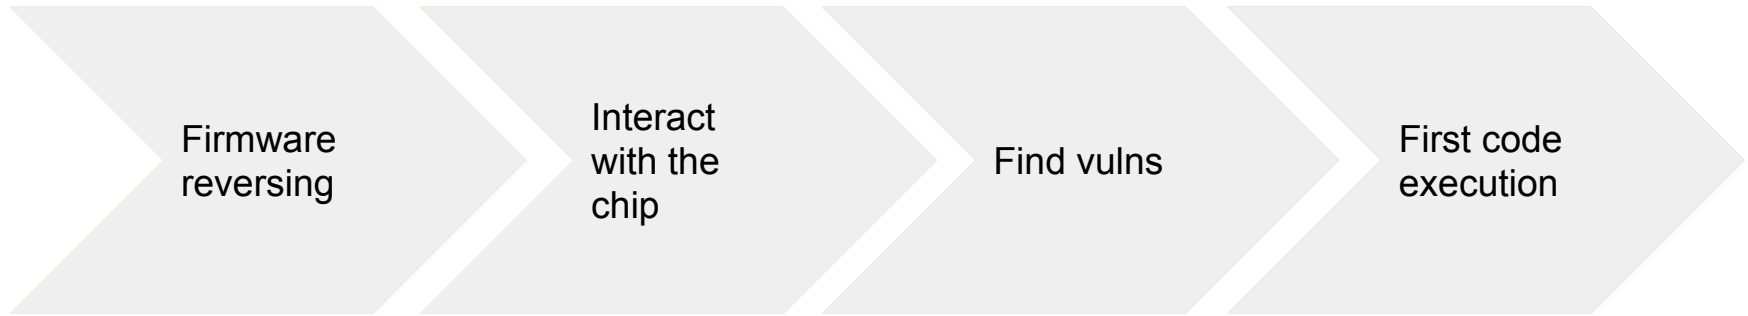 Firmware
reversing
Interact
with the
chip
Find vulns
First code
execution